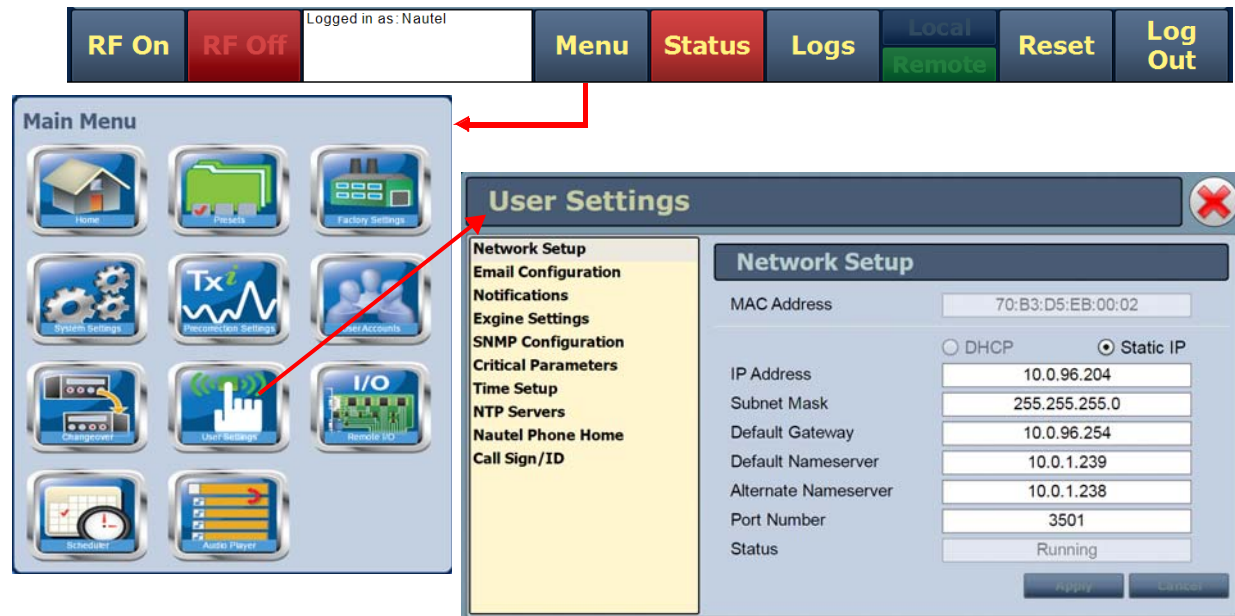 Logged in as: Nautel
RF On
RF Off
Menu
Status
Logs
Local
Remote
Reset
Log
Out
Main Menu
Home
Presets
Factory Settings
Txi
System Settings
Precorrection Settings
User Accounts
I/O
Changeover
User Settings
Remote I/O
Scheduler
Audio Player
User Settings
Network Setup
Email Configuration
Notifications
Exgine Settings
SNMP Configuration
Critical Parameters
Time Setup
NTP Servers
Nautel Phone Home
Call Sign/ID
Network Setup
MAC Address 70:B3:D5:EB:00:02
DHCP Static IP
IP Address 10.0.96.204
Subnet Mask 255.255.255.0
Default Gateway 10.0.96.254
Default Nameserver 10.0.1.239
Alternate Nameserver 10.0.1.238
Port Number 3501
Status Running
Apply Cancel